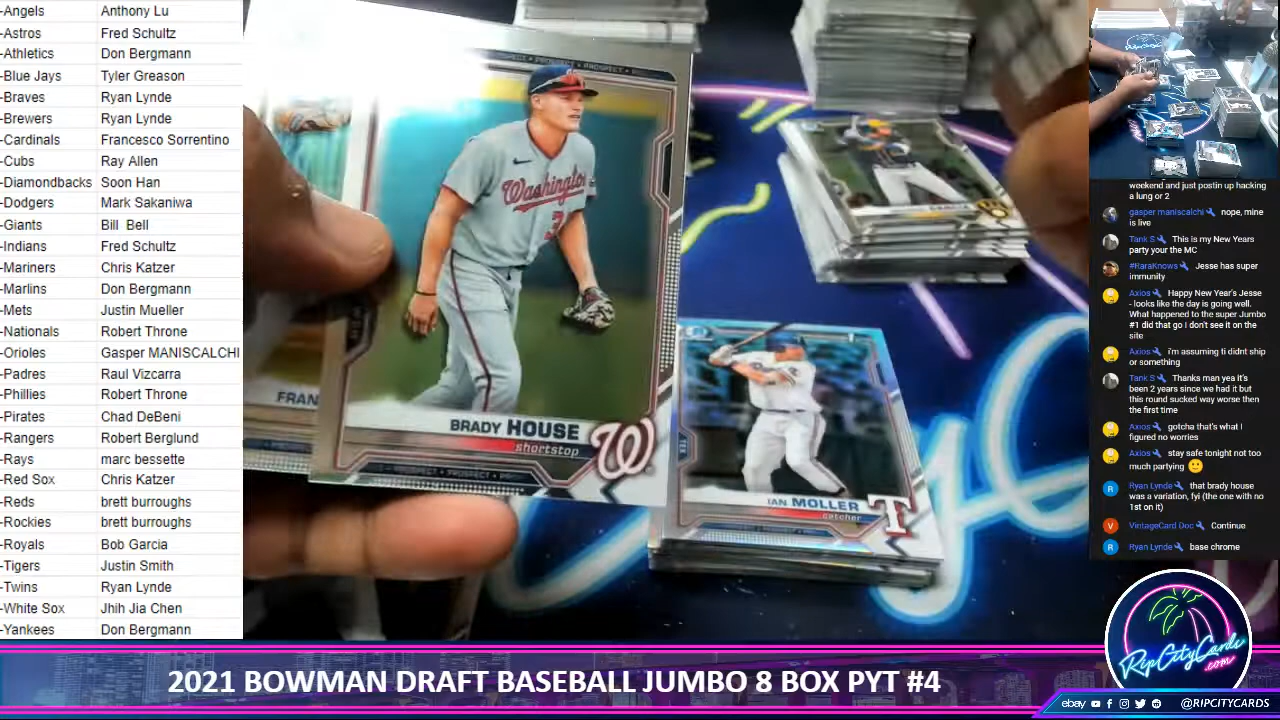 -Angels Anthony Lu
-Astros Fred Schultz
-Athletics Don Bergmann
-Blue Jays Tyler Greason
-Braves Ryan Lynde
-Brewers Ryan Lynde
-Cardinals Francesco Sorrentino
-Cubs Ray Allen
-Diamondbacks Soon Han
-Dodgers Mark Sakaniwa
-Giants Bill Bell
-Indians Fred Schultz
-Mariners Chris Katzer
-Marlins Don Bergmann
-Mets Justin Mueller
-Nationals Robert Throne
-Orioles Gasper MANISCALCHI
-Padres Raul Vizcarra
-Phillies Robert Throne
-Pirates Chad DeBeni
-Rangers Robert Berglund
-Rays marc bessette
-Red Sox Chris Katzer
-Reds brett burroughs
-Rockies brett burroughs
-Royals Bob Garcia
-Tigers Justin Smith
-Twins Ryan Lynde
-White Sox Jhih Jia Chen
-Yankees Don Bergmann
PROSPECT
Washington
3
FRAN
BRADY HOUSE
shortstop
W
PROSPECT
TEX
IAN MOLLER
catcher
T
weekend and just postin up hacking
a lung or 2
gasper maniscalchi nope, mine
is live
Tank S This is my New Years
party your the MC
#RaraKnows Jesse has super
immunity
Axios Happy New Year's Jesse
- looks like the day is going well.
What happened to the super Jumbo
#1 did that go I don't see it on the
site
Axios i'm assuming ti didnt ship
or something
Tank S Thanks man yea it's
been 2 years since we had it but
this round sucked way worse then
the first time
Axios gotcha that's what I
figured no worries
Axios stay safe tonight not too
much partying
R Ryan Lynde that brady house
was a variation, fyi (the one with no
1st on it)
V VintageCard Doc Continue
R Ryan Lynde base chrome
RipCityCards
.com
2021 BOWMAN DRAFT BASEBALL JUMBO 8 BOX PYT #4
ebay @RIPCITYCARDS